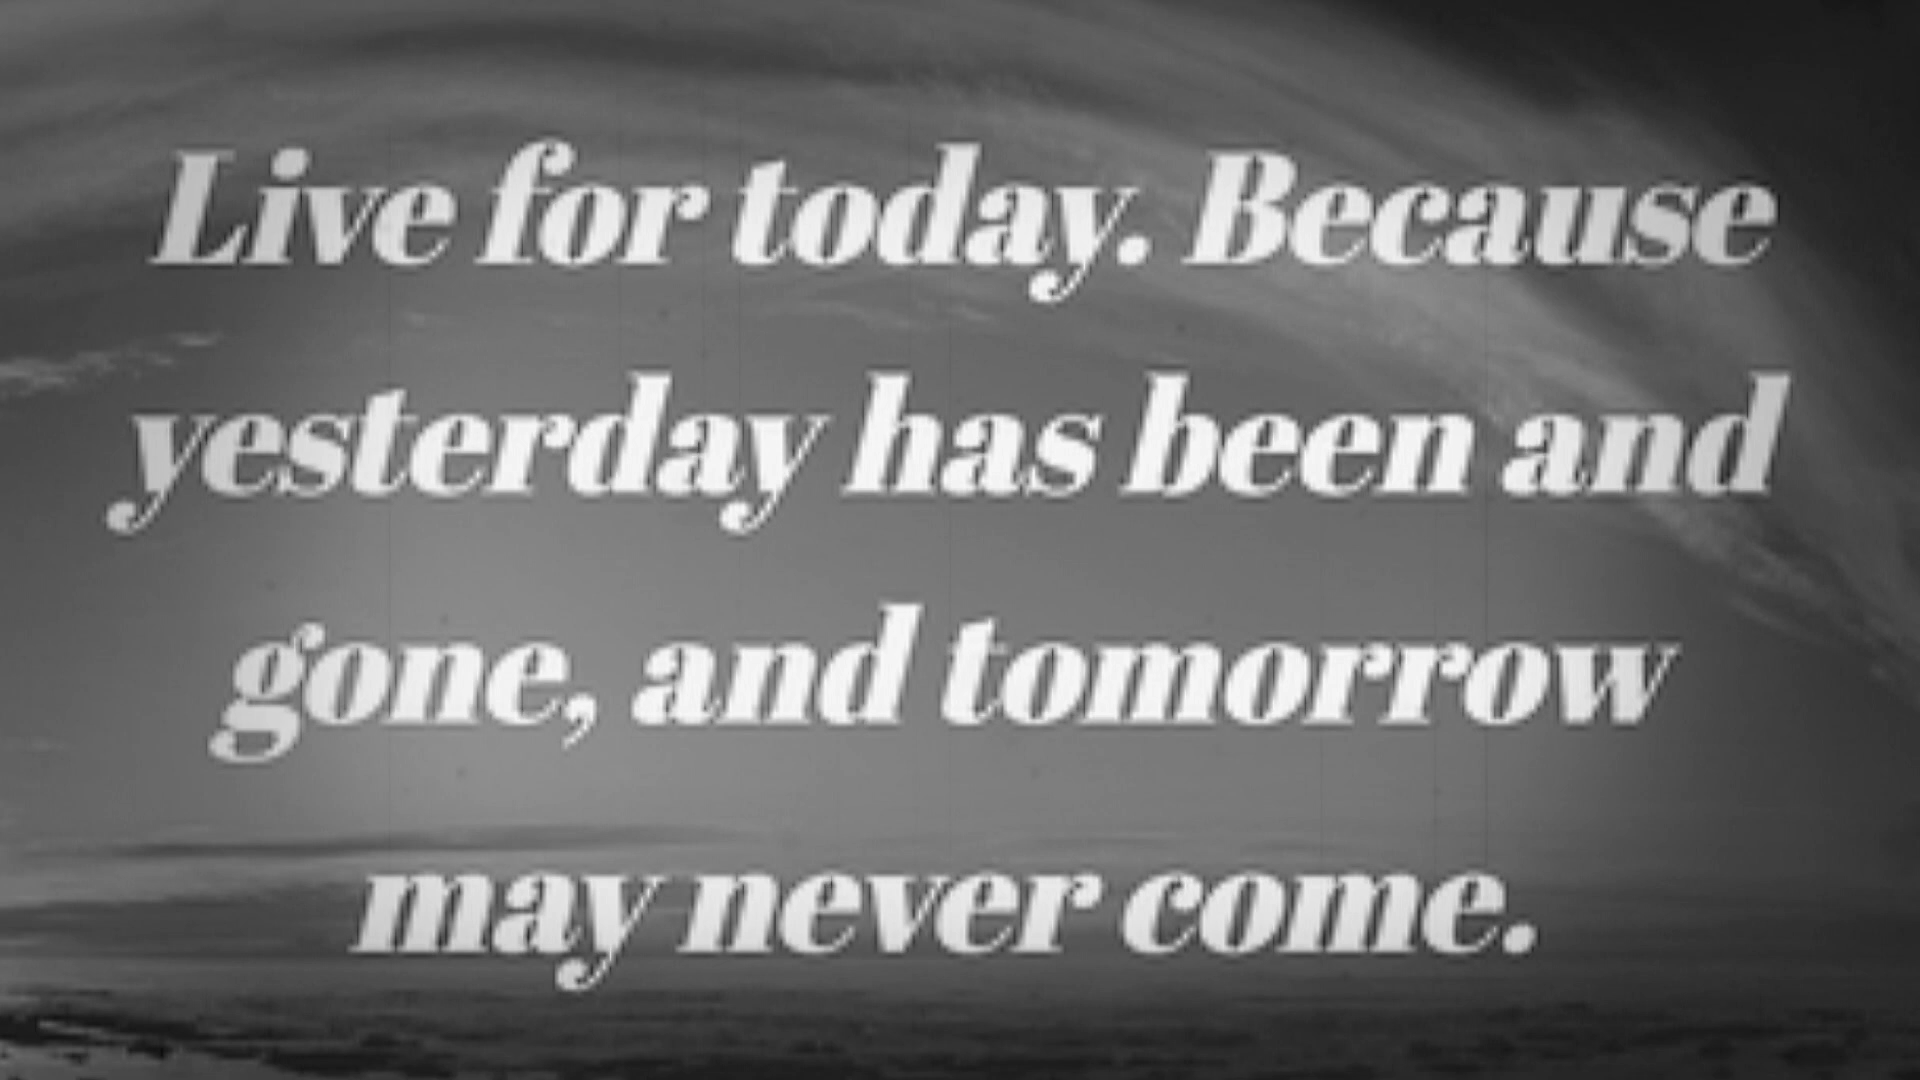 Live for today. Because
yesterday has been and
gone, and tomorrow
may never come.